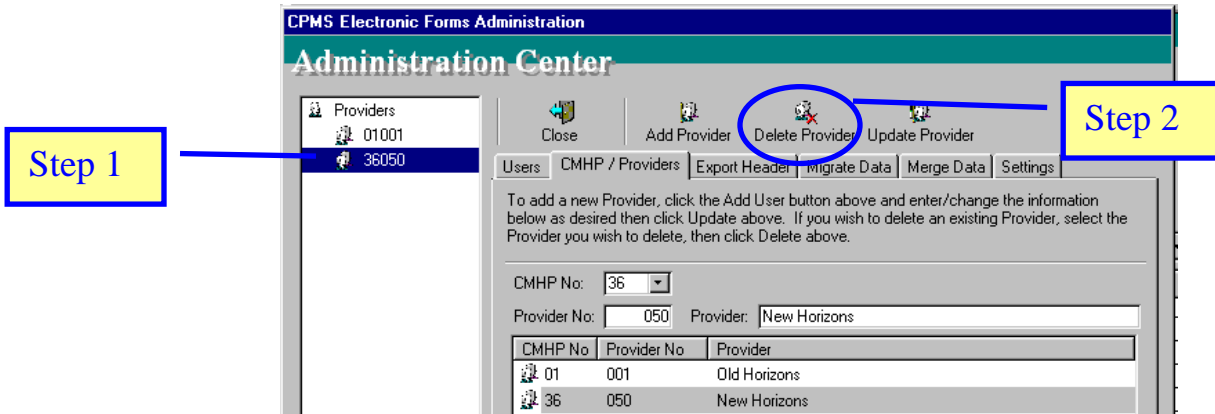 CPMS Electronic Forms Administration
Administration Center
Step 1
Step 2
Providers
01001
36050
Close
Add Provider
Delete Provider
Update Provider
Users
CMHP / Providers
Export Header
Migrate Data
Merge Data
Settings
To add a new Provider, click the Add User button above and enter/change the information
below as desired then click Update above. If you wish to delete an existing Provider, select the
Provider you wish to delete, then click Delete above.
CMHP No: 36
Provider No: 050 Provider: New Horizons
CMHP No Provider No Provider
01 001 Old Horizons
36 050 New Horizons